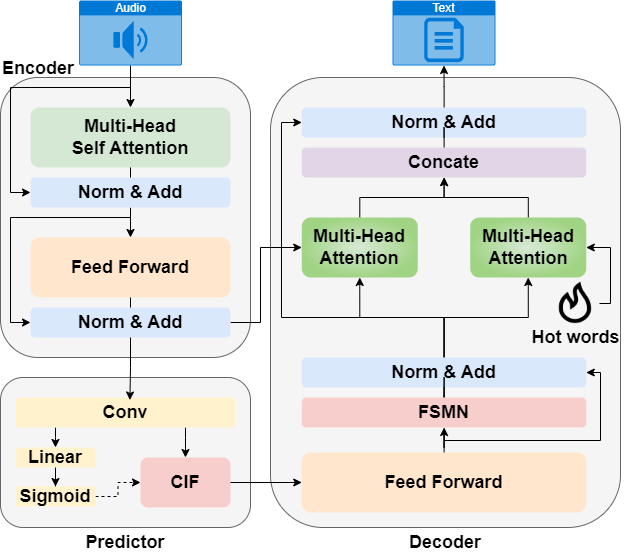 Audio
Encoder
Multi-Head
Self Attention
Norm & Add
Feed Forward
Norm & Add
Conv
Linear
Sigmoid
CIF
Predictor
Text
Norm & Add
Concate
Multi-Head
Attention
Multi-Head
Attention
Hot words
Norm & Add
FSMN
Feed Forward
Decoder